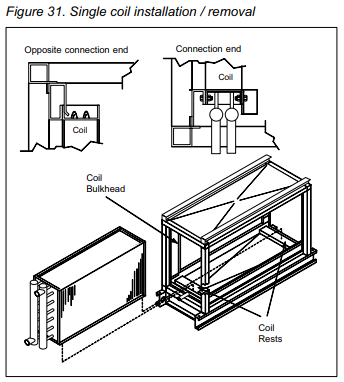 Figure 31. Single coil installation / removal
Opposite connection end
Connection end
Coil
Coil
Coil
Bulkhead
Coil
Rests